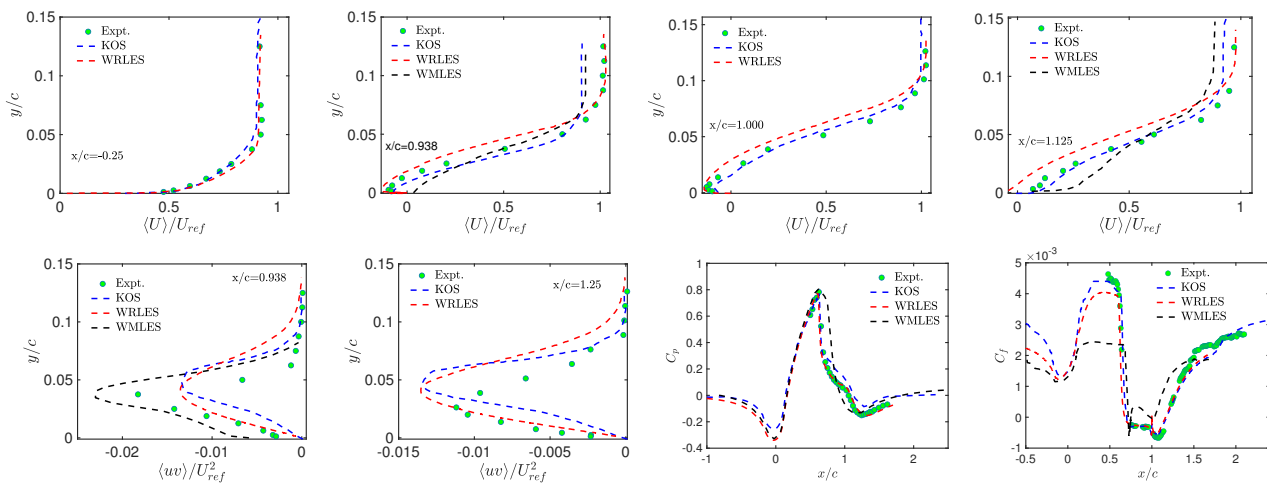 0.15
0.1
0.05
0
y/c
Expt.
KOS
WRLES
x/c=-0.25
0 0.5 1
⟨U⟩/U_ref
0.15
0.1
0.05
0
y/c
Expt.
KOS
WRLES
WMLES
x/c=0.938
0 0.5 1
⟨U⟩/U_ref
0.15
0.1
0.05
0
y/c
Expt.
KOS
WRLES
x/c=1.000
0 0.5 1
⟨U⟩/U_ref
0.15
0.1
0.05
0
y/c
Expt.
KOS
WRLES
WMLES
x/c=1.125
0 0.5 1
⟨U⟩/U_ref
0.15
0.1
0.05
0
y/c
Expt.
KOS
WRLES
WMLES
x/c=0.938
-0.02 -0.01 0
⟨uv⟩/U²_ref
0.15
0.1
0.05
0
y/c
Expt.
KOS
WRLES
x/c=1.25
-0.015 -0.01 -0.005 0
⟨uv⟩/U²_ref
1
0.8
0.6
0.4
0.2
0
-0.2
-0.4
C_p
Expt.
KOS
WRLES
WMLES
-1 0 1 2
x/c
×10⁻³
5
4
3
2
1
0
-1
C_f
Expt.
KOS
WRLES
WMLES
-0.5 0 0.5 1 1.5 2 2.5
x/c